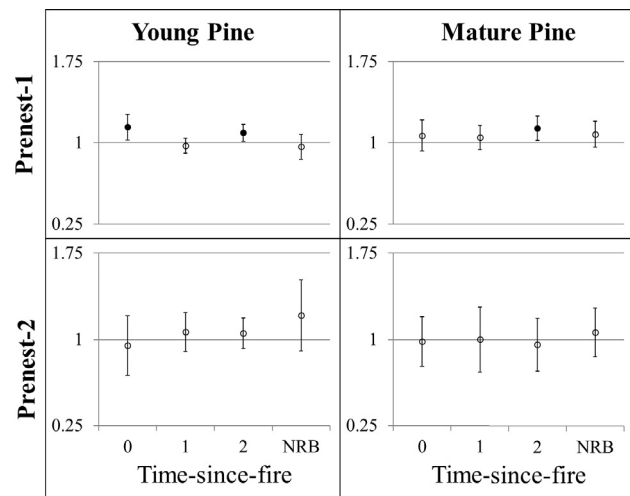 Young Pine
Mature Pine
Prenest-1
1.75
1
0.25
1.75
1
0.25
Prenest-2
1.75
1
0.25
1.75
1
0.25
0 1 2 NRB
0 1 2 NRB
Time-since-fire
Time-since-fire